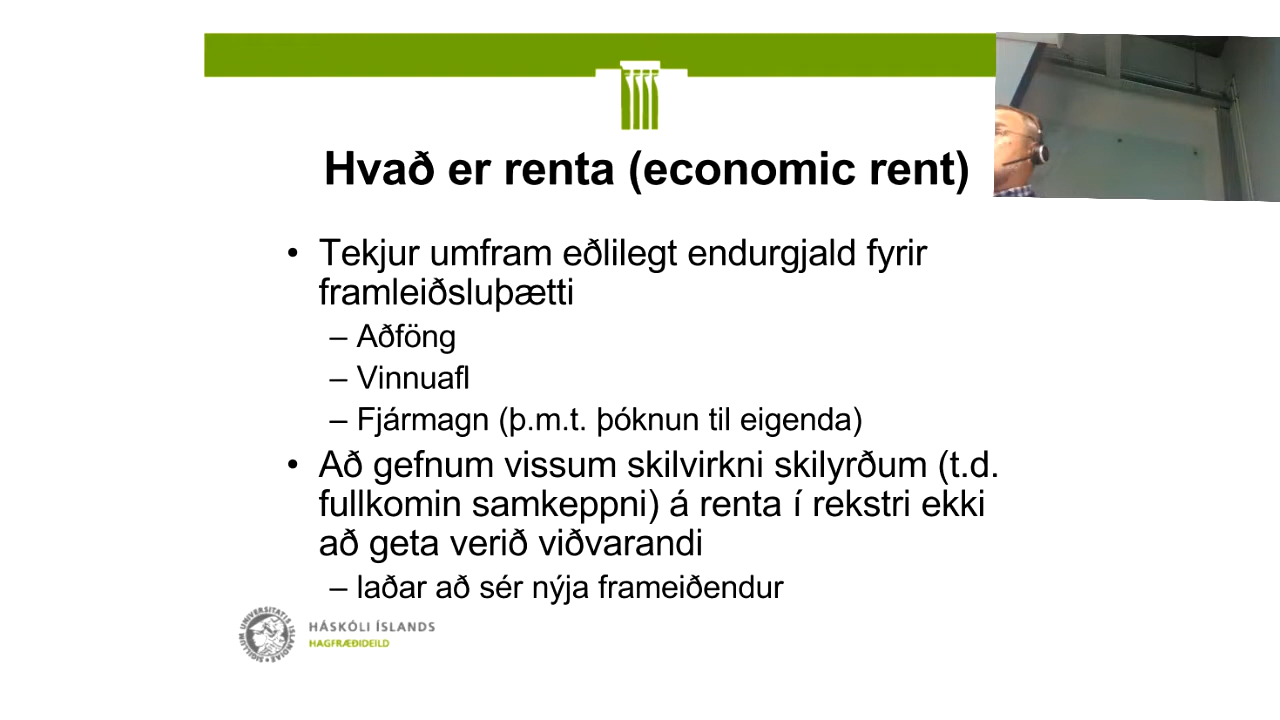 Hvað er renta (economic rent)
• Tekjur umfram eðlilegt endurgjald fyrir
framleiðsluþætti
– Aðföng
– Vinnuafl
– Fjármagn (þ.m.t. þóknun til eigenda)
• Að gefnum vissum skilvirkni skilyrðum (t.d.
fullkomin samkeppni) á renta í rekstri ekki
að geta verið viðvarandi
– laðar að sér nýja frameiðendur
HÁSKÓLI ÍSLANDS
HAGFRÆÐIDEILD